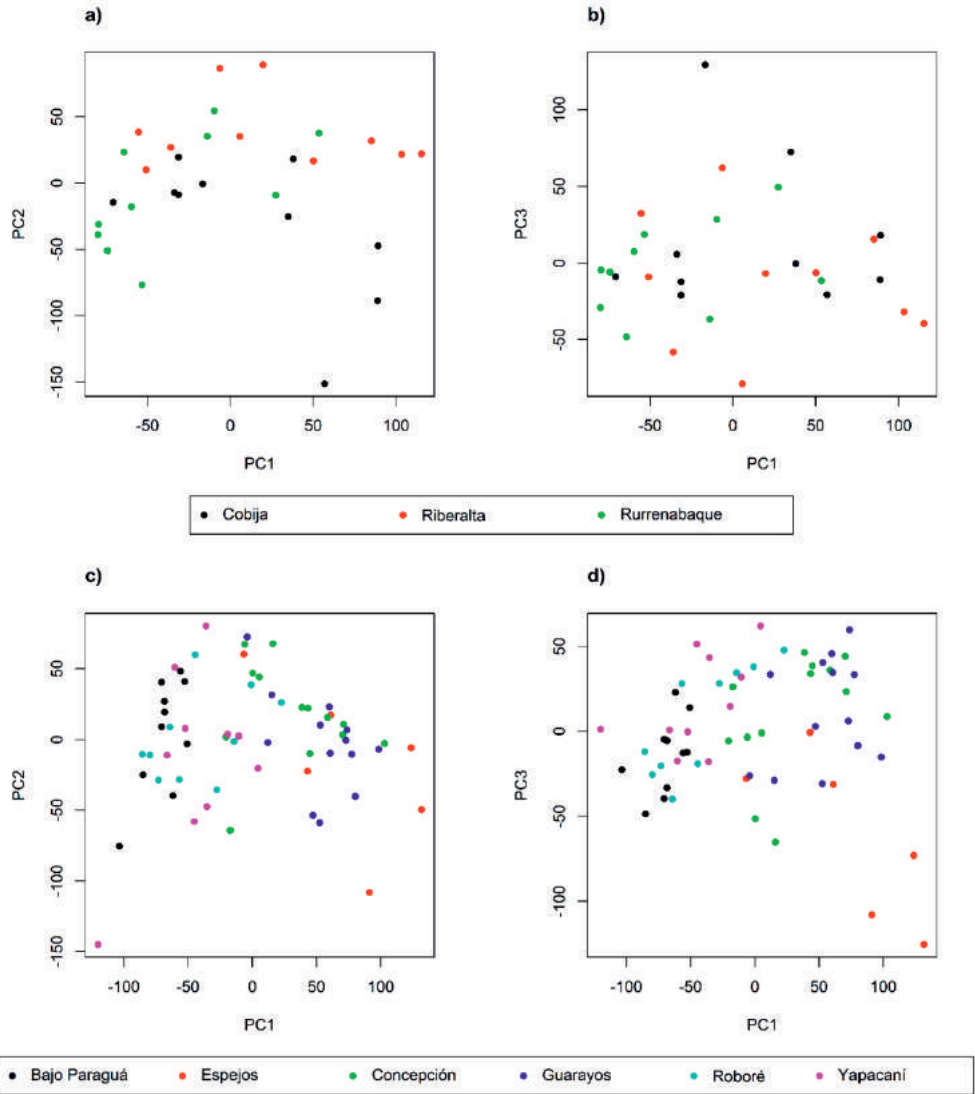 a)
b)
50
0
-50
-100
-150
PC2
-50 0 50 100
PC1
100
50
0
-50
PC3
-50 0 50 100
PC1
Cobija Riberalta Rurrenabaque
c)
d)
50
0
-50
-100
-150
PC2
-100 -50 0 50 100
PC1
50
0
-50
-100
PC3
-100 -50 0 50 100
PC1
Bajo Paraguá Espejos Concepción Guarayos Roboré Yapacaní